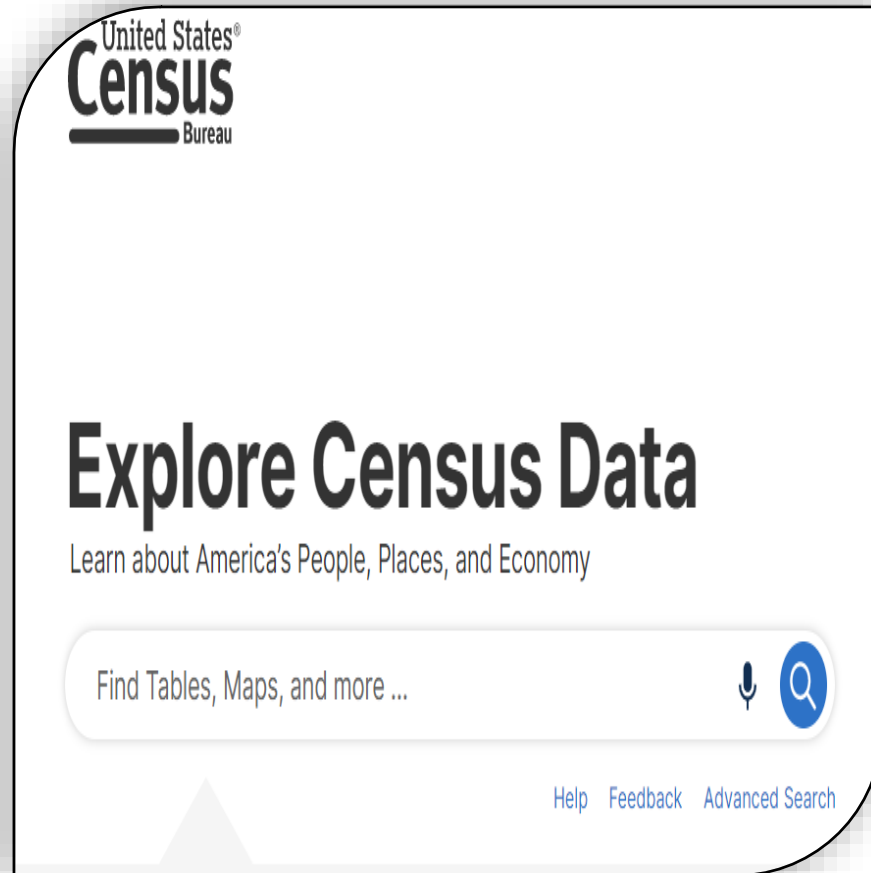 United States®
Census
Bureau
Explore Census Data
Learn about America's People, Places, and Economy
Find Tables, Maps, and more ...
Help Feedback Advanced Search